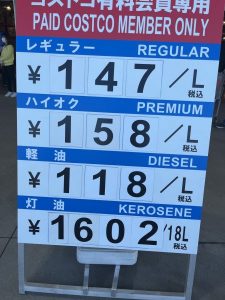 コストコ有料会員専用
PAID COSTCO MEMBER ONLY
レギュラー REGULAR
¥147/L
税込
ハイオク PREMIUM
¥158/L
税込
軽 油 DIESEL
¥118/L
税込
灯 油 KEROSENE
¥1602/18L
税込